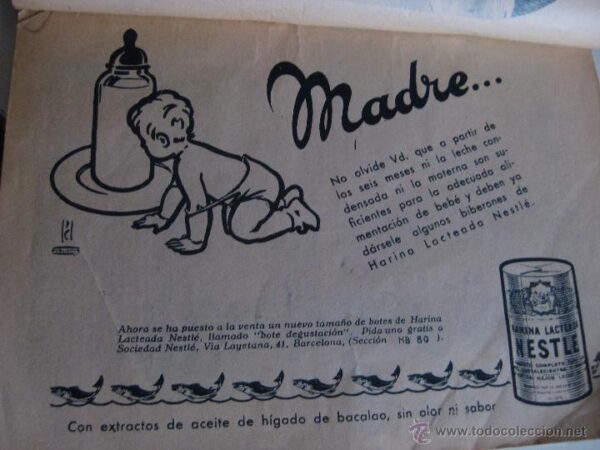 Madre...
No olvide Vd. que a partir de
los seis meses ni la leche con-
densada ni la materna son su-
ficientes para la adecuada ali-
mentación de bebé y deben ya
dársele algunos biberones de
Harina Lacteada Nestlé.
Ahora se ha puesto a la venta un nuevo tamaño de botes de Harina
Lacteada Nestlé, llamado "bote degustación". Pida uno gratis a
Sociedad Nestlé, Via Layetana, 41, Barcelona, (Sección HB 80 ).
HARINA LACTEADA
NESTLÉ
Con extractos de aceite de hígado de bacalao, sin olor ni sabor
www.todocoleccion.net